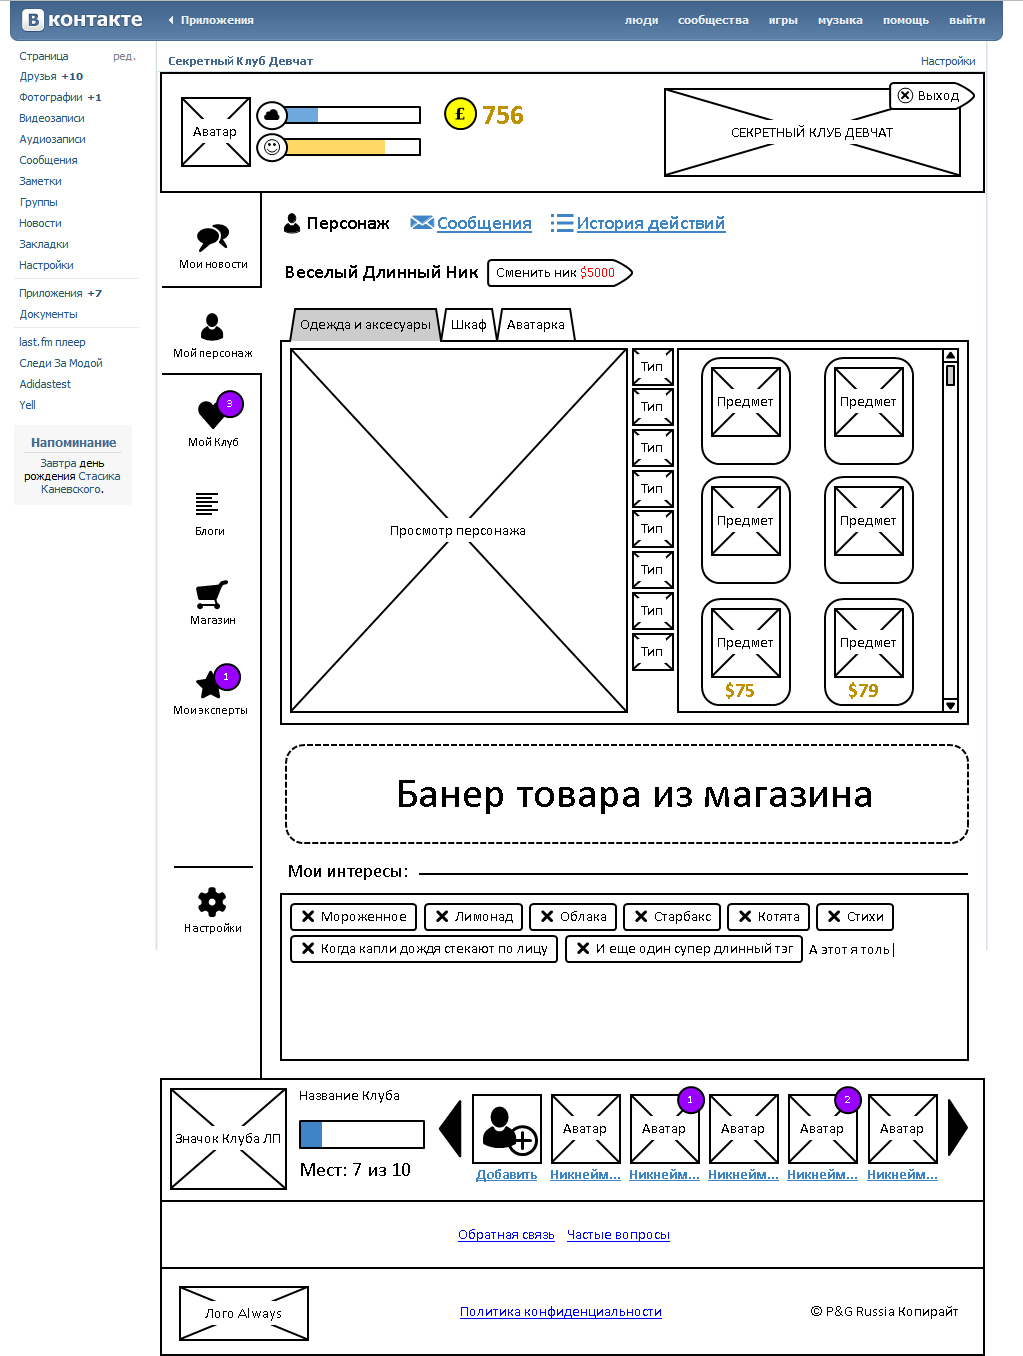 В контакте
Приложения
люди сообщества игры музыка помощь выйти
Страница ред.
Друзья +10
Фотографии +1
Видеозаписи
Аудиозаписи
Сообщения
Заметки
Группы
Новости
Закладки
Настройки
Приложения +7
Документы
last.fm плеер
Следи За Модой
Adidastest
Yell
Напоминание
Завтра день
рождения Стасика
Каневского.
Секретный Клуб Девчат Настройки
Аватар
£ 756
Выход
СЕКРЕТНЫЙ КЛУБ ДЕВЧАТ
Мои новости
Мой персонаж
3
Мой Клуб
Блоги
Магазин
1
Мои эксперты
Настройки
Персонаж Сообщения История действий
Веселый Длинный Ник Сменить ник $5000
Одежда и аксесуары Шкаф Аватарка
Просмотр персонажа
Тип
Тип
Тип
Тип
Тип
Тип
Тип
Тип
Предмет Предмет
Предмет Предмет
Предмет Предмет
$75 $79
Банер товара из магазина
Мои интересы:
Мороженное Лимонад Облака Старбакс Котята Стихи
Когда капли дождя стекают по лицу И еще один супер длинный тэг А этот я толь
Значок Клуба ЛП
Название Клуба
Мест: 7 из 10
1 2
Аватар Аватар Аватар Аватар Аватар
Добавить Никнейм... Никнейм... Никнейм... Никнейм... Никнейм...
Обратная связь Частые вопросы
Лого Always
Политика конфиденциальности
© P&G Russia Копирайт